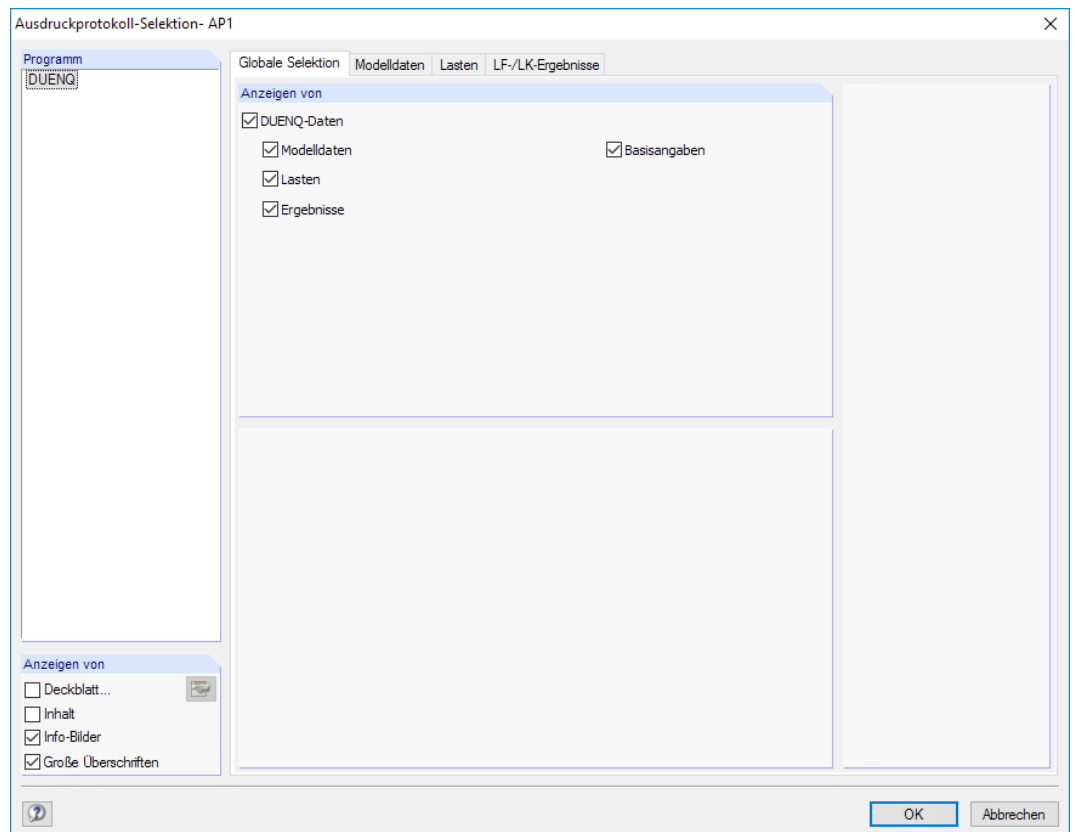 Ausdruckprotokoll-Selektion- AP1
Programm
DUENQ
Globale Selektion Modelldaten Lasten LF-/LK-Ergebnisse
Anzeigen von
DUENQ-Daten
Modelldaten Basisangaben
Lasten
Ergebnisse
Anzeigen von
Deckblatt...
Inhalt
Info-Bilder
Große Überschriften
OK Abbrechen